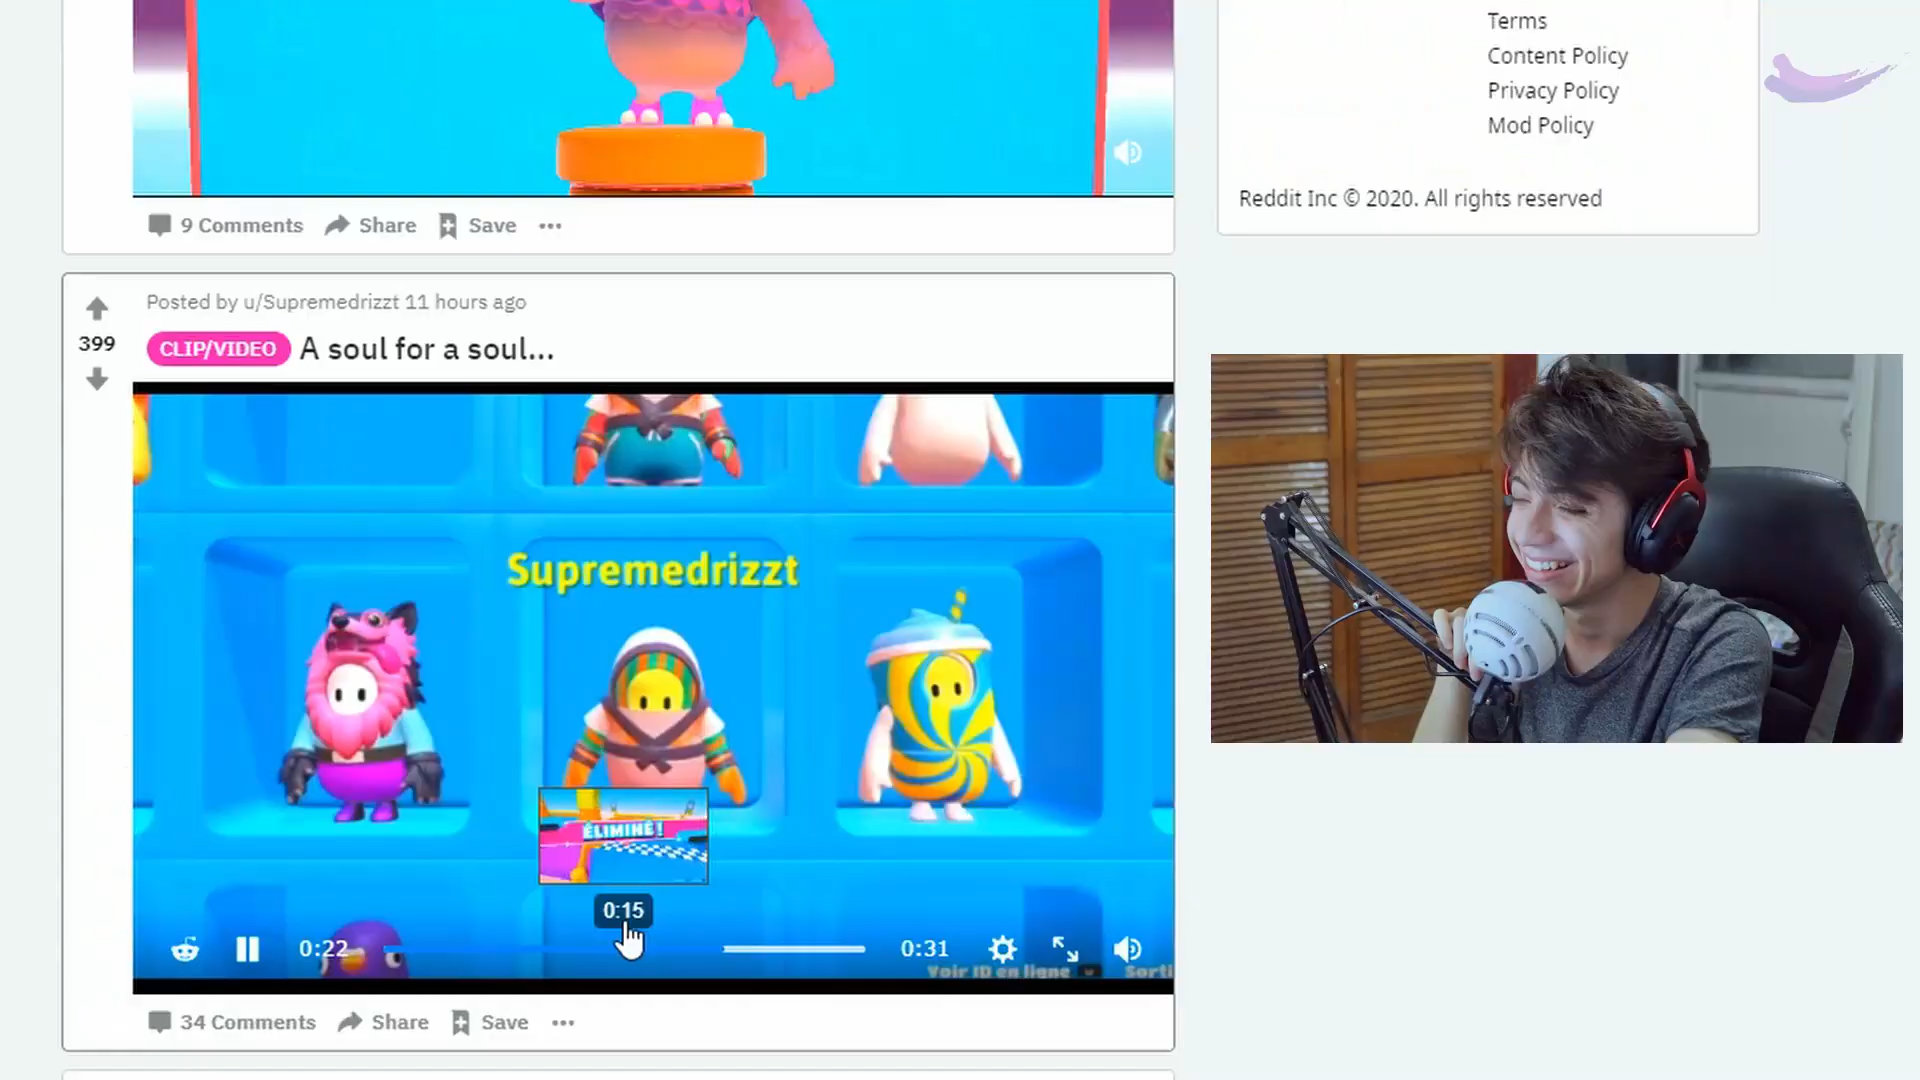 Terms
Content Policy
Privacy Policy
Mod Policy
Reddit Inc © 2020. All rights reserved
9 Comments Share Save
Posted by u/Supremedrizzt 11 hours ago
399
CLIP/VIDEO A soul for a soul...
Supremedrizzt
ÉLIMINÉ!
0:15
0:22
0:31
Voir ID en ligne
Sorti
34 Comments Share Save